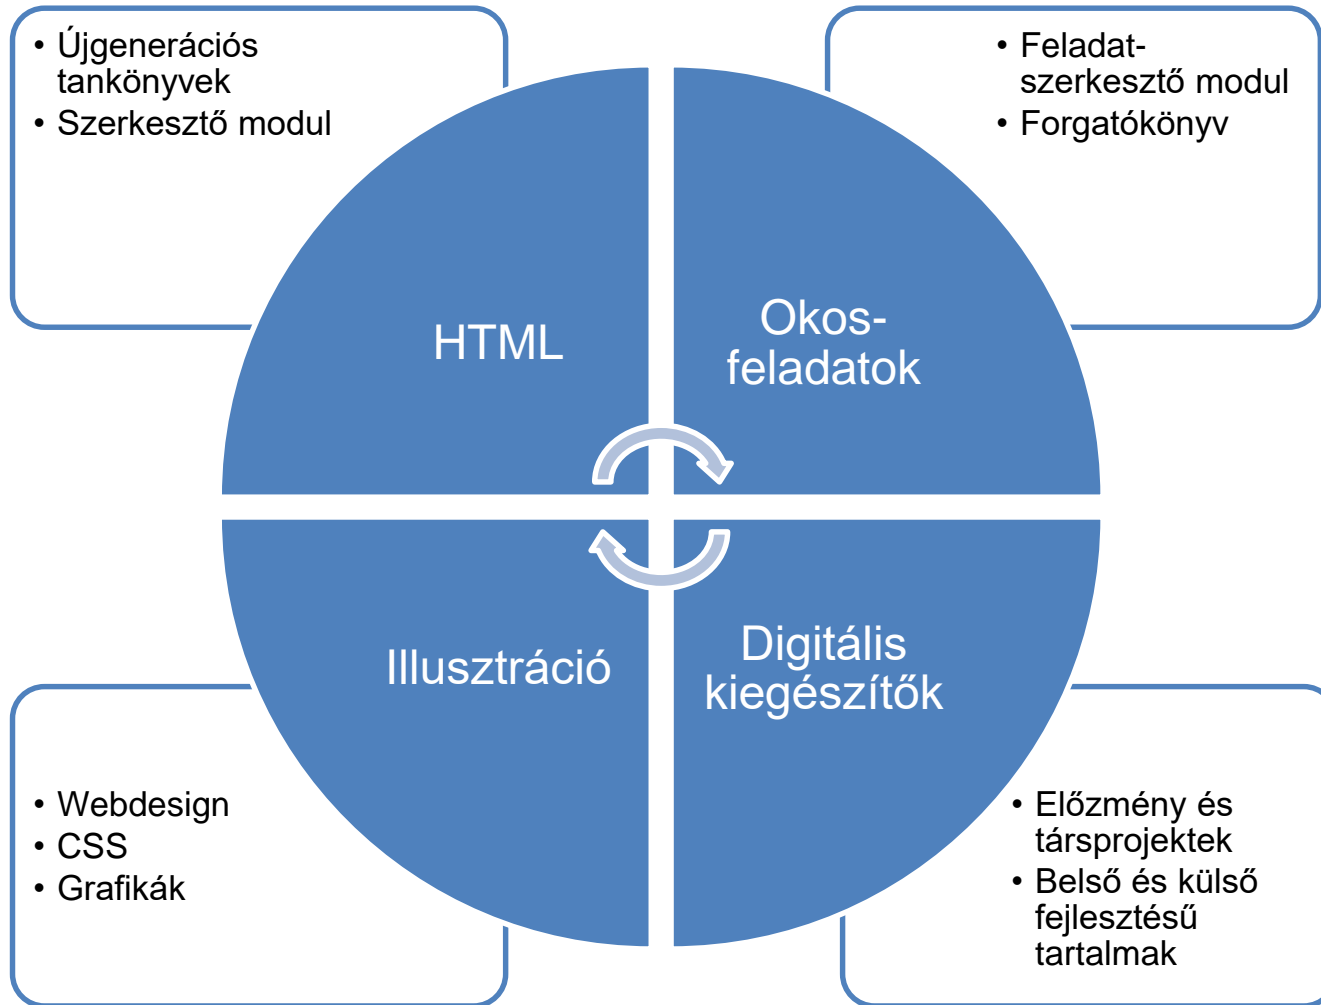 • Újgenerációs
tankönyvek
• Szerkesztő modul
• Feladat-
szerkesztő modul
• Forgatókönyv
HTML
Okos-
feladatok
Illusztráció
Digitális
kiegészítők
• Webdesign
• CSS
• Grafikák
• Előzmény és
társprojektek
• Belső és külső
fejlesztésű
tartalmak